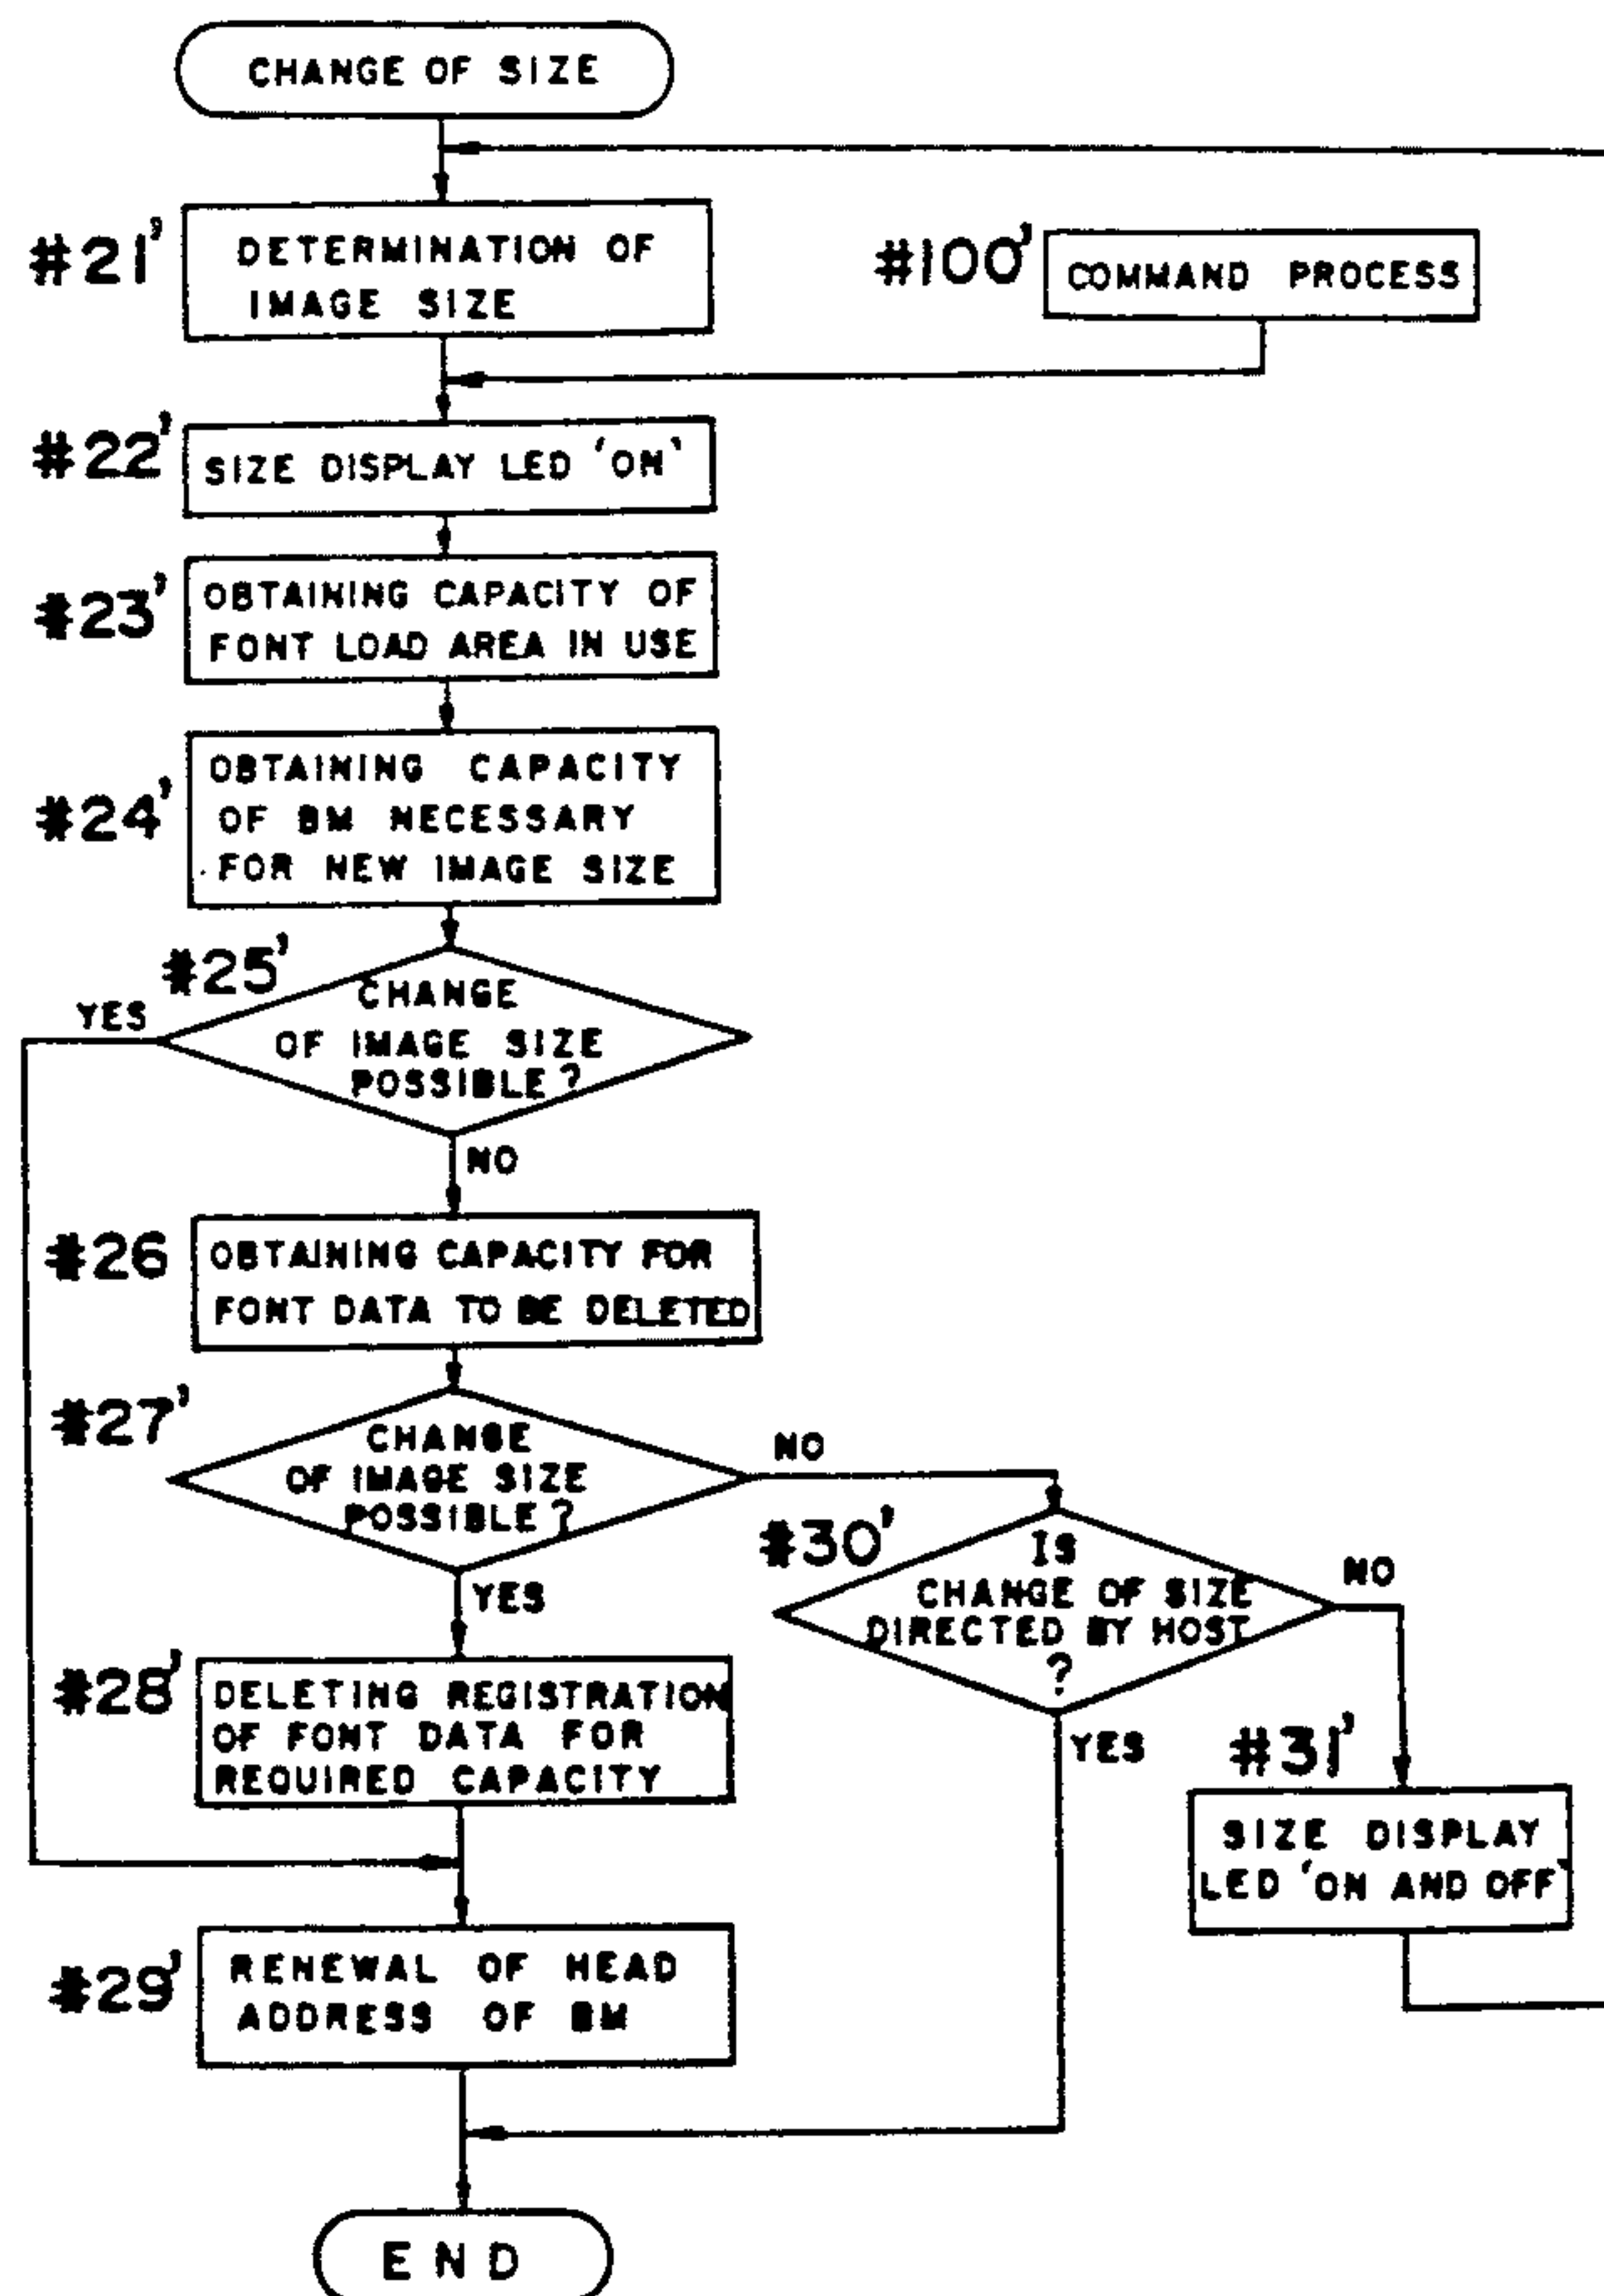 CHANGE OF SIZE
#21'
DETERMINATION OF
IMAGE SIZE
#100'
COMMAND PROCESS
#22'
SIZE DISPLAY LED 'ON'
#23'
OBTAINING CAPACITY OF
FONT LOAD AREA IN USE
#24'
OBTAINING CAPACITY
OF BM NECESSARY
FOR NEW IMAGE SIZE
#25'
YES
CHANGE
OF IMAGE SIZE
POSSIBLE?
NO
#26
OBTAINING CAPACITY FOR
FONT DATA TO BE DELETED
#27'
CHANGE
OF IMAGE SIZE
POSSIBLE?
NO
YES
#30'
IS
CHANGE OF SIZE
DIRECTED BY HOST
?
NO
YES
#28'
DELETING REGISTRATION
OF FONT DATA FOR
REQUIRED CAPACITY
#31'
SIZE DISPLAY
LED 'ON AND OFF'
#29'
RENEWAL OF HEAD
ADDRESS OF BM
END